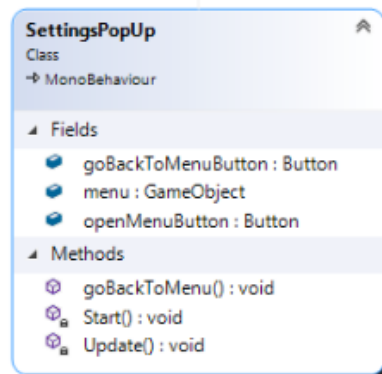 SettingsPopUp
Class
MonoBehaviour
Fields
goBackToMenuButton : Button
menu : GameObject
openMenuButton : Button
Methods
goBackToMenu() : void
Start() : void
Update() : void